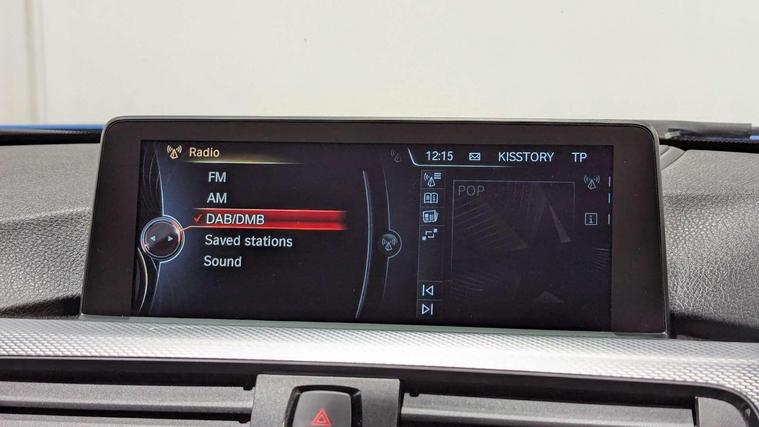 Radio
12:15 KISSTORY TP
FM
AM
DAB/DMB
Saved stations
Sound
POP